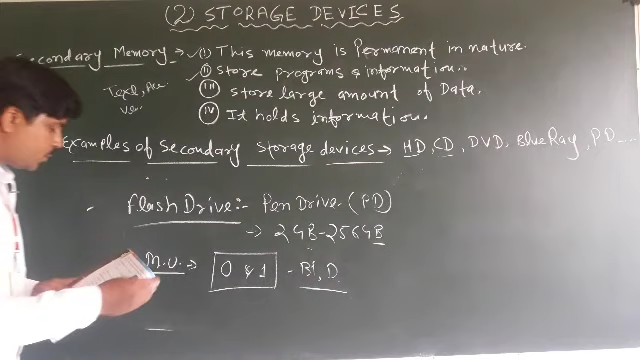 (2) STORAGE DEVICES
Secondary Memory → (I) This memory is Permanent in nature.
(II) Store programs & information..
(III) Store large amount of Data.
(IV) It holds information.
Examples of Secondary Storage devices → HD, CD, DVD, BlueRay, PD....
Flash Drive:- Pen Drive (PD)
→ 2GB-256GB
M.U. → 0 & 1 - Bi, D.